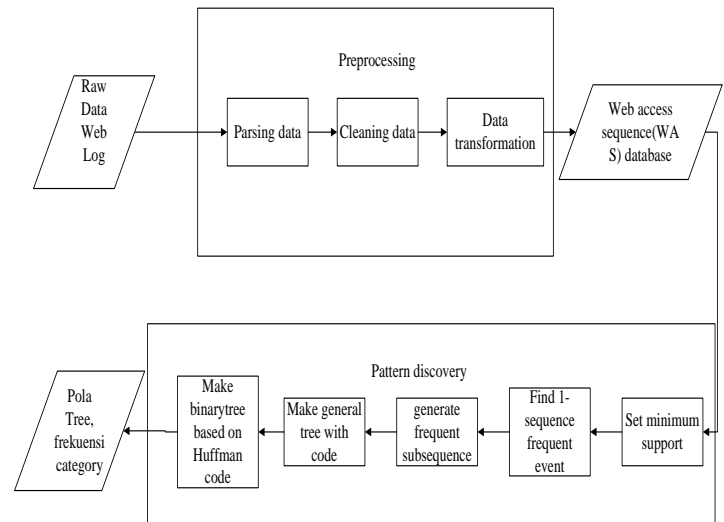 Preprocessing
Raw
Data
Web
Log
Parsing data
Cleaning data
Data
transformation
Web access
sequence(WA
S) database
Pattern discovery
Pola
Tree,
frekuensi
category
Make
binarytree
based on
Huffman
code
Make general
tree with
code
generate
frequent
subsequence
Find 1-
sequence
frequent
event
Set minimum
support